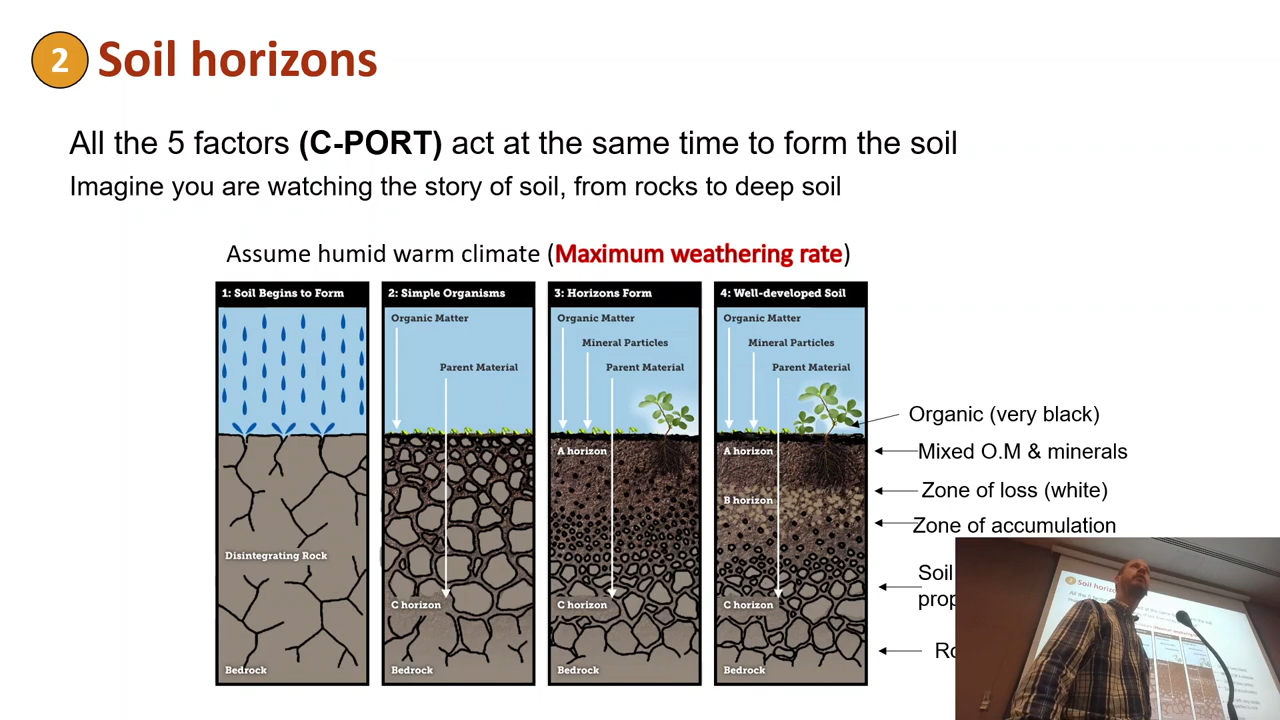 2 Soil horizons
All the 5 factors (C-PORT) act at the same time to form the soil
Imagine you are watching the story of soil, from rocks to deep soil
Assume humid warm climate (Maximum weathering rate)
1: Soil Begins to Form
Disintegrating Rock
Bedrock
2: Simple Organisms
Organic Matter
Parent Material
C horizon
Bedrock
3: Horizons Form
Organic Matter
Mineral Particles
Parent Material
A horizon
C horizon
Bedrock
4: Well-developed Soil
Organic Matter
Mineral Particles
Parent Material
A horizon
B horizon
C horizon
Bedrock
Organic (very black)
Mixed O.M & minerals
Zone of loss (white)
Zone of accumulation
Soil
2 Soil horizons